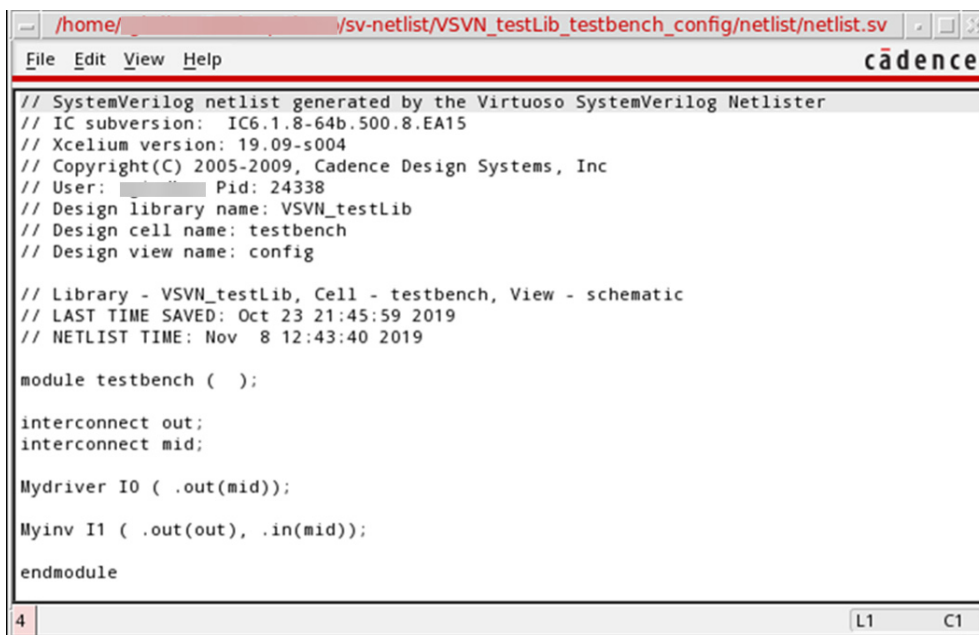 /home/ /sv-netlist/VSVN_testLib_testbench_config/netlist/netlist.sv
File Edit View Help cādence
// SystemVerilog netlist generated by the Virtuoso SystemVerilog Netlister
// IC subversion:  IC6.1.8-64b.500.8.EA15
// Xcelium version: 19.09-s004
// Copyright(C) 2005-2009, Cadence Design Systems, Inc
// User: Pid: 24338
// Design library name: VSVN_testLib
// Design cell name: testbench
// Design view name: config
// Library - VSVN_testLib, Cell - testbench, View - schematic
// LAST TIME SAVED: Oct 23 21:45:59 2019
// NETLIST TIME: Nov  8 12:43:40 2019
module testbench (  );
interconnect out;
interconnect mid;
Mydriver I0 ( .out(mid));
Myinv I1 ( .out(out), .in(mid));
endmodule
4 L1 C1